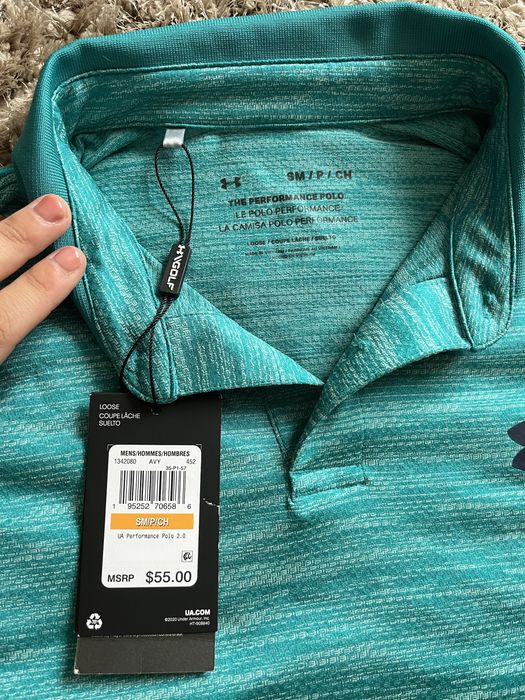 SM / P / CH
THE PERFORMANCE POLO
LE POLO PERFORMANCE
LA CAMISA PERFORMANCE
LOOSE / COUPE LÂCHE / SUELTO
GOLF
LOOSE
COUPE LÂCHE
SUELTO
MENS/HOMMES/HOMBRES
1342080 AVY 452
35-P1-57
1 95252 70658 6
SM/P/CH
UA Performance Polo 2.0
MSRP $55.00
UA.COM
©2020 Under Armour, Inc.
HT-909840